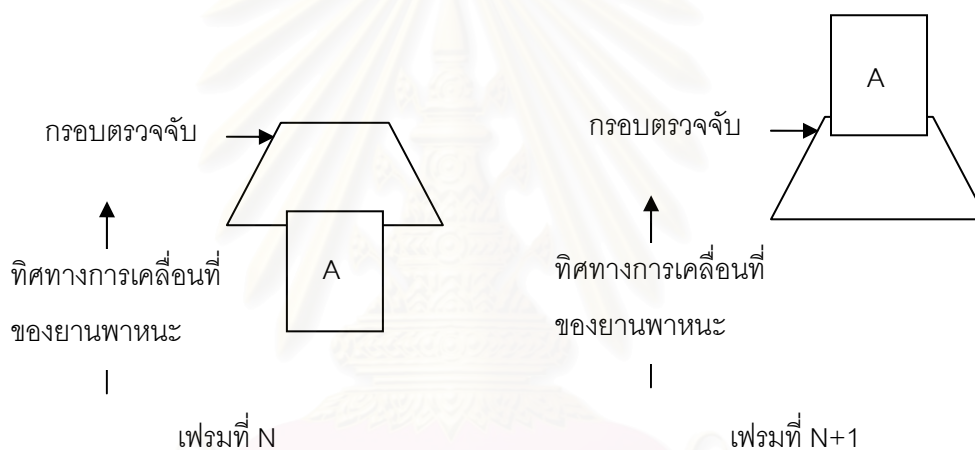 A
กรอบตรวจจับ
ทิศทางการเคลื่อนที่
ของยานพาหนะ
A
เฟรมที่ N
A
กรอบตรวจจับ
ทิศทางการเคลื่อนที่
ของยานพาหนะ
เฟรมที่ N+1